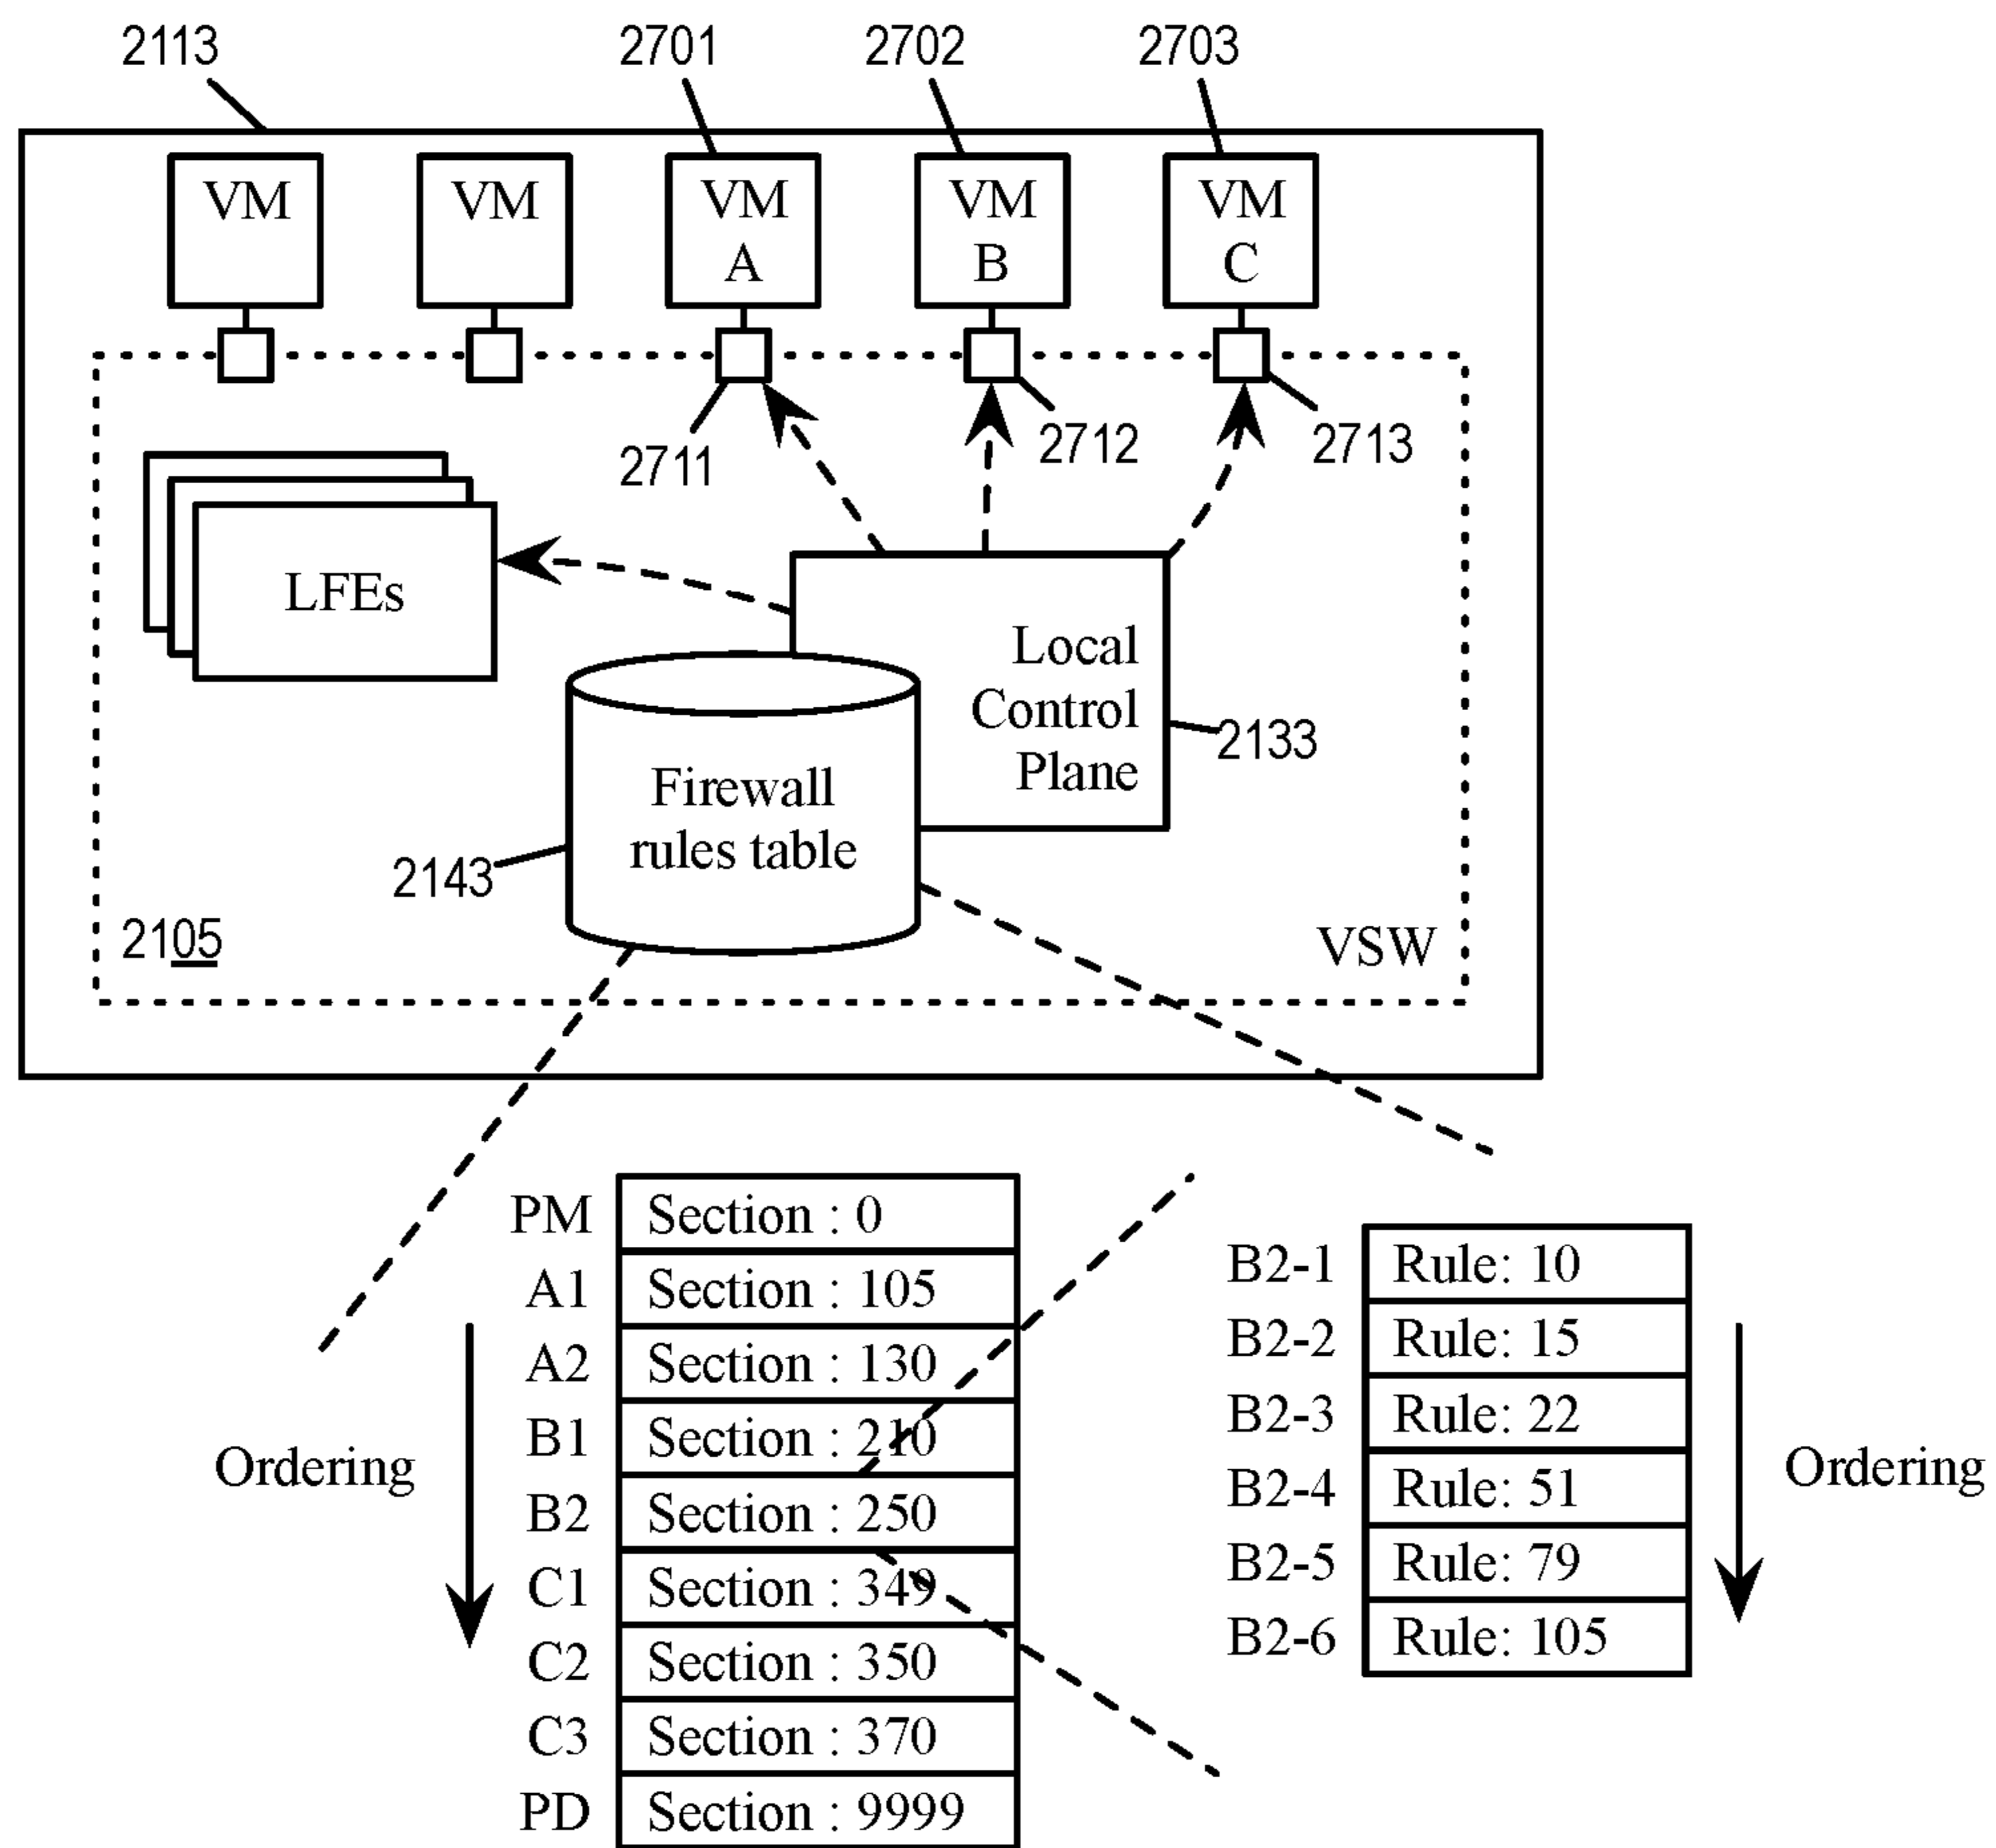 2113
2701
2702
2703
VM
VM
VM
A
VM
B
VM
C
2711
2712
2713
LFEs
Local
Control
Plane
2133
Firewall
rules table
2143
2105
VSW
PM Section : 0
A1 Section : 105
A2 Section : 130
B1 Section : 210
B2 Section : 250
C1 Section : 349
C2 Section : 350
C3 Section : 370
PD Section : 9999
Ordering
B2-1 Rule: 10
B2-2 Rule: 15
B2-3 Rule: 22
B2-4 Rule: 51
B2-5 Rule: 79
B2-6 Rule: 105
Ordering